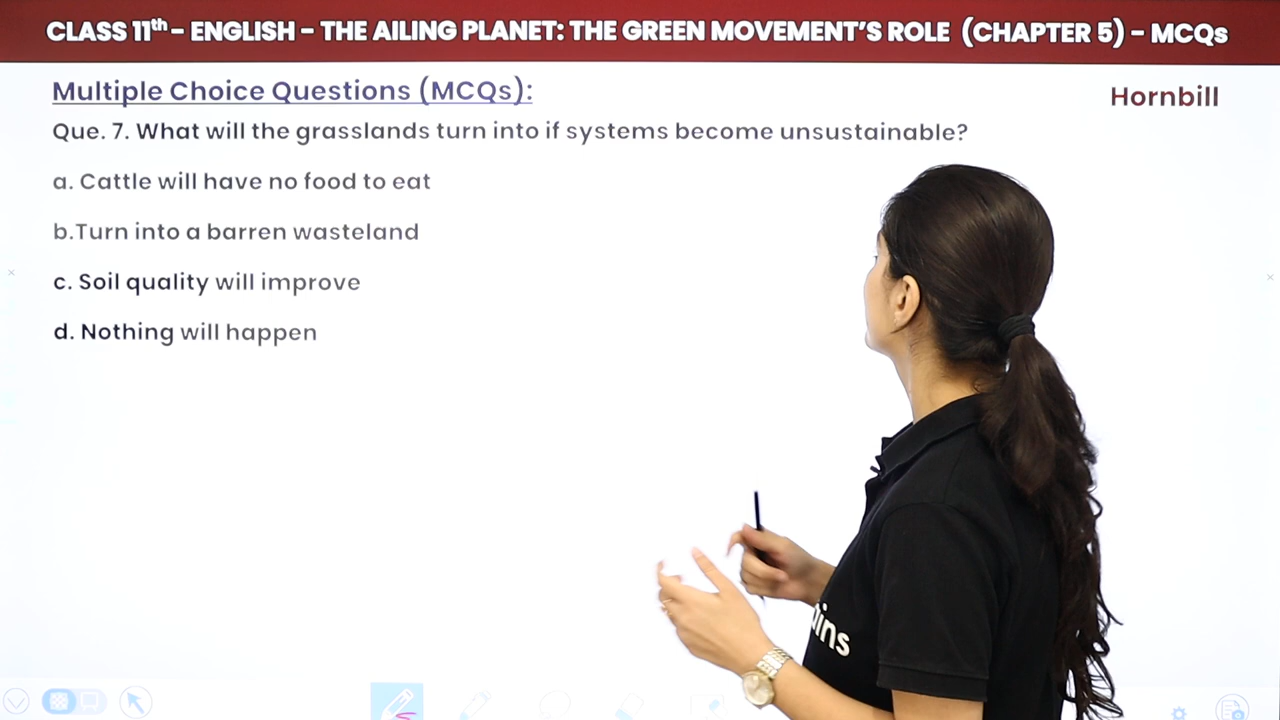 CLASS 11th - ENGLISH - THE AILING PLANET: THE GREEN MOVEMENT'S ROLE (CHAPTER 5) - MCQs
Multiple Choice Questions (MCQs):
Hornbill
Que. 7. What will the grasslands turn into if systems become unsustainable?
a. Cattle will have no food to eat
b.Turn into a barren wasteland
c. Soil quality will improve
d. Nothing will happen